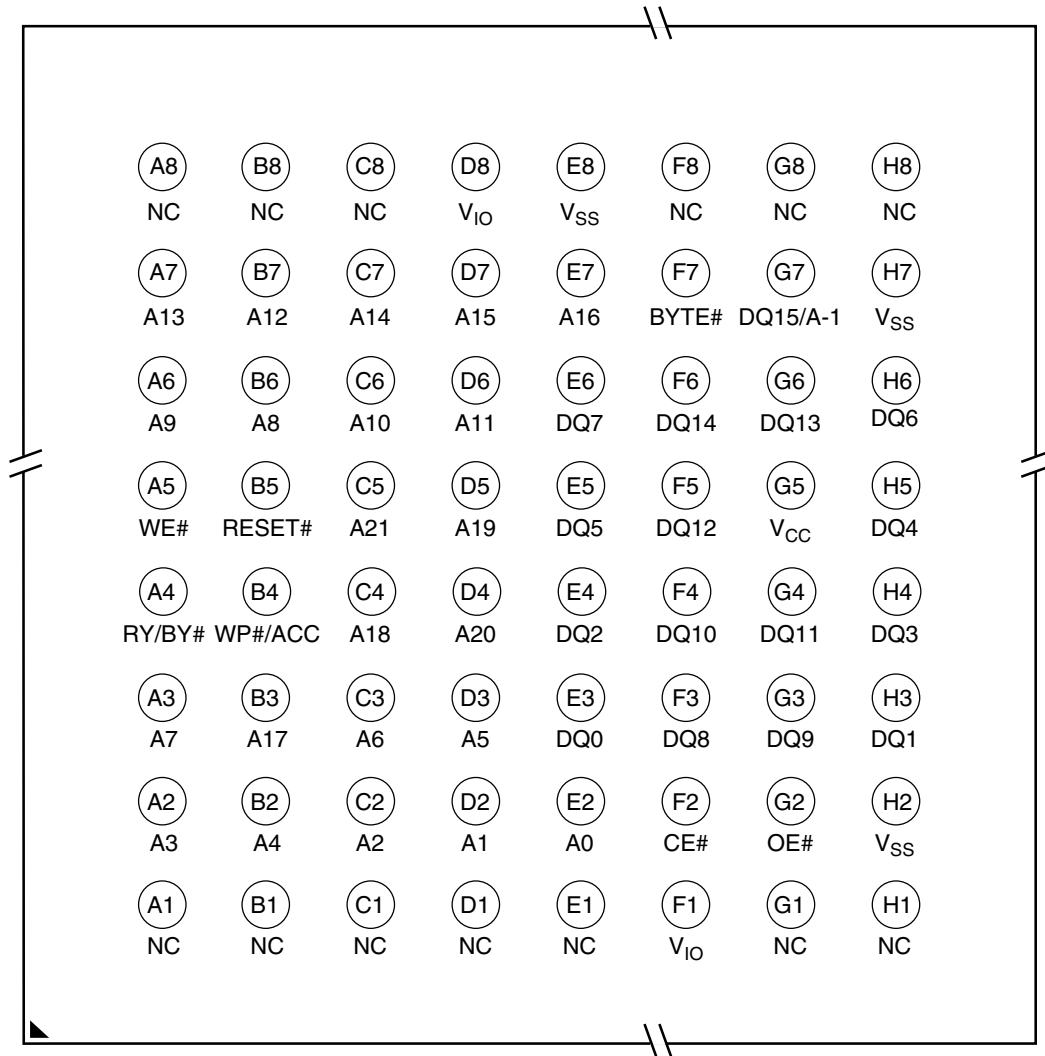 A8 B8 C8 D8 E8 F8 G8 H8
NC NC NC VIO VSS NC NC NC
A7 B7 C7 D7 E7 F7 G7 H7
A13 A12 A14 A15 A16 BYTE# DQ15/A-1 VSS
A6 B6 C6 D6 E6 F6 G6 H6
A9 A8 A10 A11 DQ7 DQ14 DQ13 DQ6
A5 B5 C5 D5 E5 F5 G5 H5
WE# RESET# A21 A19 DQ5 DQ12 VCC DQ4
A4 B4 C4 D4 E4 F4 G4 H4
RY/BY# WP#/ACC A18 A20 DQ2 DQ10 DQ11 DQ3
A3 B3 C3 D3 E3 F3 G3 H3
A7 A17 A6 A5 DQ0 DQ8 DQ9 DQ1
A2 B2 C2 D2 E2 F2 G2 H2
A3 A4 A2 A1 A0 CE# OE# VSS
A1 B1 C1 D1 E1 F1 G1 H1
NC NC NC NC NC VIO NC NC